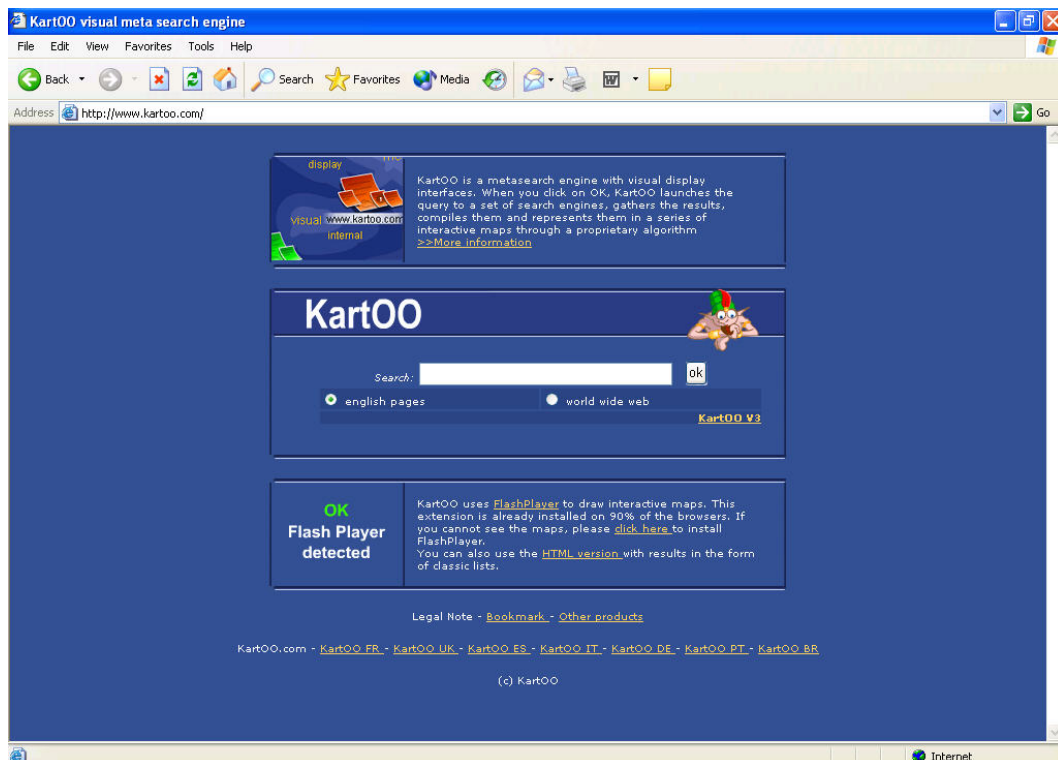 KartOO visual meta search engine
File Edit View Favorites Tools Help
Back Search Favorites Media
Address http://www.kartoo.com/ Go
display
visual www.kartoo.com
internal
KartOO is a metasearch engine with visual display
interfaces. When you click on OK, KartOO launches the
query to a set of search engines, gathers the results,
compiles them and represents them in a series of
interactive maps through a proprietary algorithm
>>More information
KartOO
Search: ok
english pages world wide web
KartOO V3
OK
Flash Player
detected
KartOO uses FlashPlayer to draw interactive maps. This
extension is already installed on 90% of the browsers. If
you cannot see the maps, please click here to install
FlashPlayer.
You can also use the HTML version with results in the form
of classic lists.
Legal Note - Bookmark - Other products
KartOO.com - KartOO FR - KartOO UK - KartOO ES - KartOO IT - KartOO DE - KartOO PT - KartOO BR
(c) KartOO
Internet